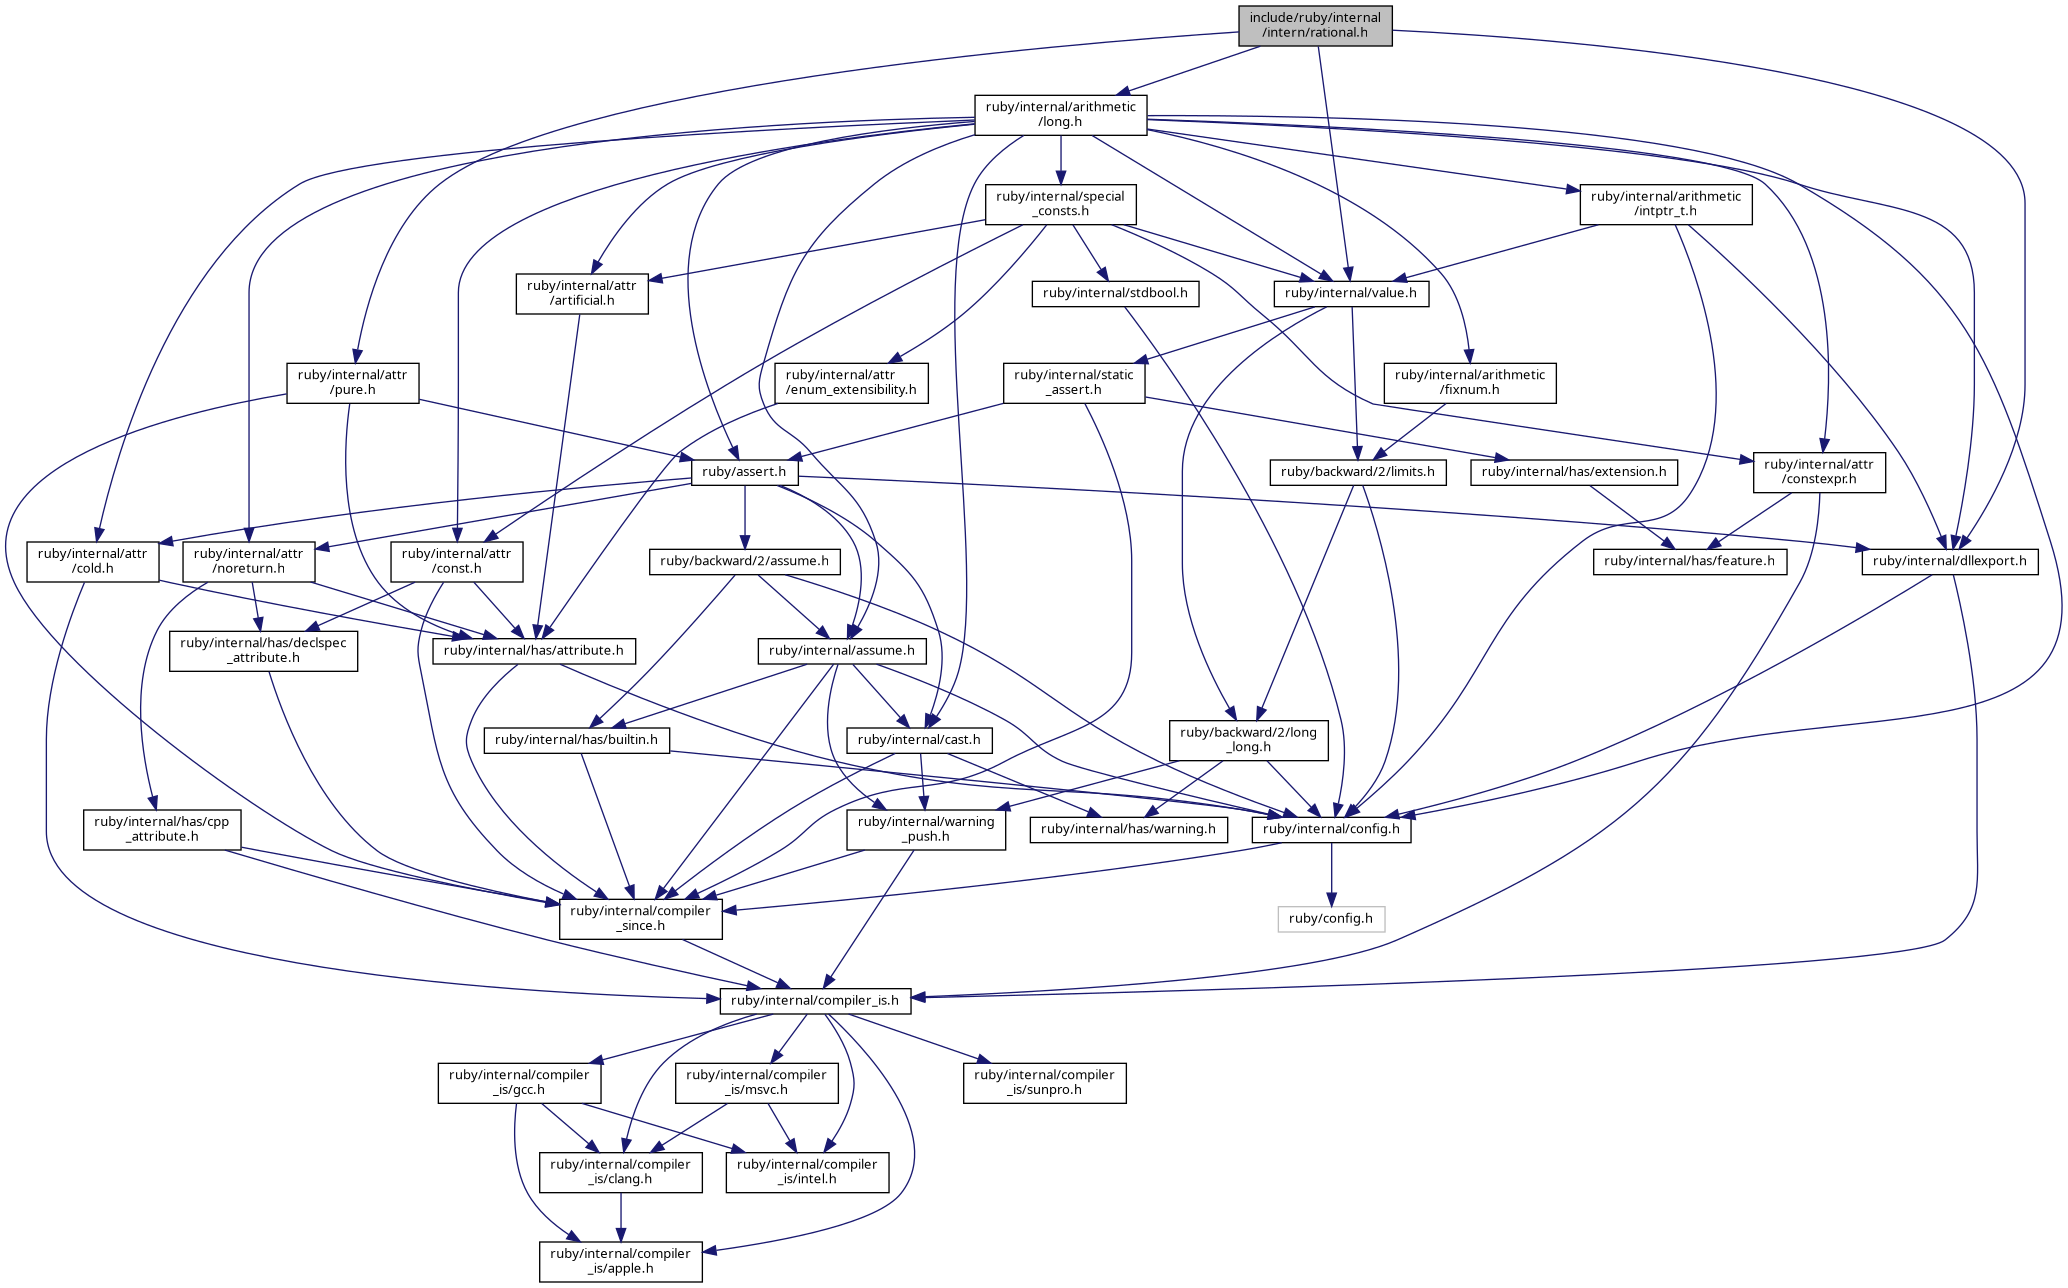 include/ruby/internal
/intern/rational.h
ruby/internal/arithmetic
/long.h
ruby/internal/special
_consts.h
ruby/internal/arithmetic
/intptr_t.h
ruby/internal/attr
/artificial.h
ruby/internal/stdbool.h
ruby/internal/value.h
ruby/internal/attr
/pure.h
ruby/internal/attr
/enum_extensibility.h
ruby/internal/static
_assert.h
ruby/internal/arithmetic
/fixnum.h
ruby/assert.h
ruby/backward/2/limits.h
ruby/internal/has/extension.h
ruby/internal/attr
/constexpr.h
ruby/internal/attr
/cold.h
ruby/internal/attr
/noreturn.h
ruby/internal/attr
/const.h
ruby/backward/2/assume.h
ruby/internal/has/feature.h
ruby/internal/dllexport.h
ruby/internal/has/declspec
_attribute.h
ruby/internal/has/attribute.h
ruby/internal/assume.h
ruby/internal/has/builtin.h
ruby/internal/cast.h
ruby/backward/2/long
_long.h
ruby/internal/has/cpp
_attribute.h
ruby/internal/warning
_push.h
ruby/internal/has/warning.h
ruby/internal/config.h
ruby/internal/compiler
_since.h
ruby/config.h
ruby/internal/compiler_is.h
ruby/internal/compiler
_is/gcc.h
ruby/internal/compiler
_is/msvc.h
ruby/internal/compiler
_is/sunpro.h
ruby/internal/compiler
_is/clang.h
ruby/internal/compiler
_is/intel.h
ruby/internal/compiler
_is/apple.h